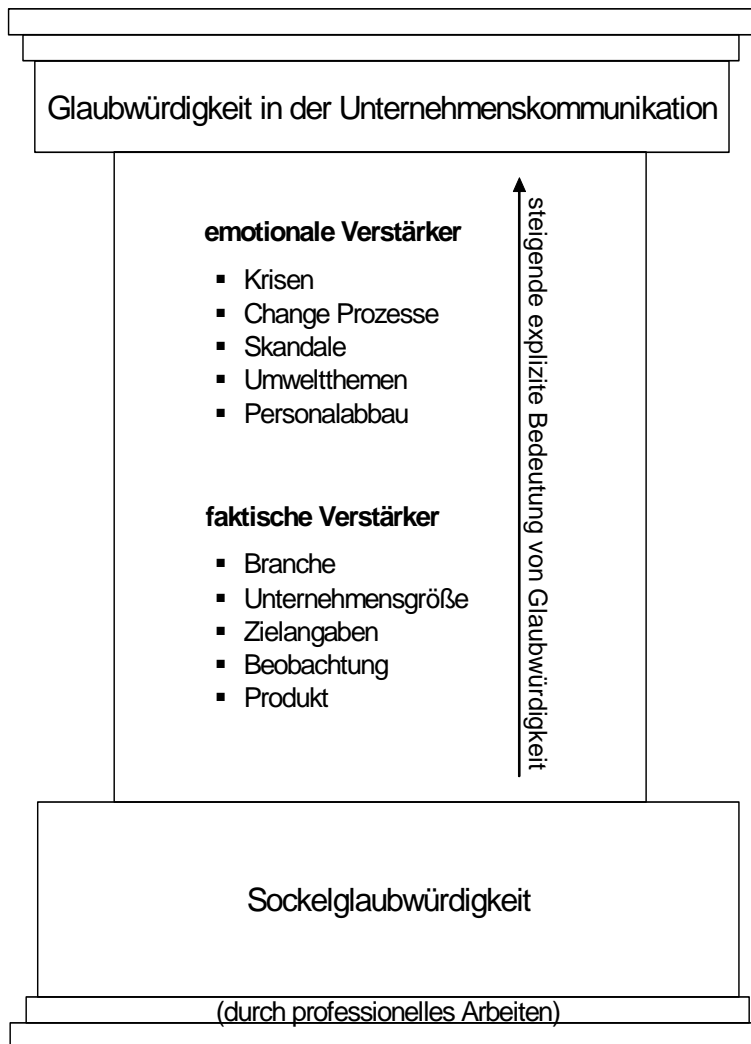 Glaubwürdigkeit in der Unternehmenskommunikation
emotionale Verstärker
▪ Krisen
▪ Change Prozesse
▪ Skandale
▪ Umweltthemen
▪ Personalabbau
faktische Verstärker
▪ Branche
▪ Unternehmensgröße
▪ Zielangaben
▪ Beobachtung
▪ Produkt
steigende explizite Bedeutung von Glaubwürdigkeit
Sockelglaubwürdigkeit
(durch professionelles Arbeiten)